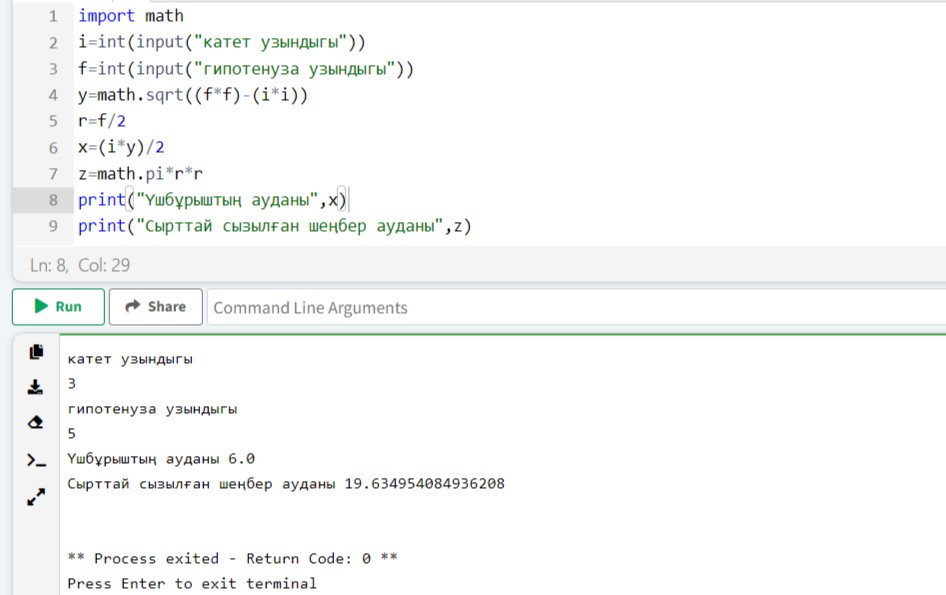 1 import math
2 i=int(input("катет узындыгы"))
3 f=int(input("гипотенуза узындыгы"))
4 y=math.sqrt((f*f)-(i*i))
5 r=f/2
6 x=(i*y)/2
7 z=math.pi*r*r
8 print("Үшбұрыштың ауданы",x)
9 print("Сырттай сызылған шеңбер ауданы",z)
Ln: 8, Col: 29
Run Share Command Line Arguments
катет узындыгы
3
гипотенуза узындыгы
5
Үшбұрыштың ауданы 6.0
Сырттай сызылған шеңбер ауданы 19.634954084936208
** Process exited - Return Code: 0 **
Press Enter to exit terminal